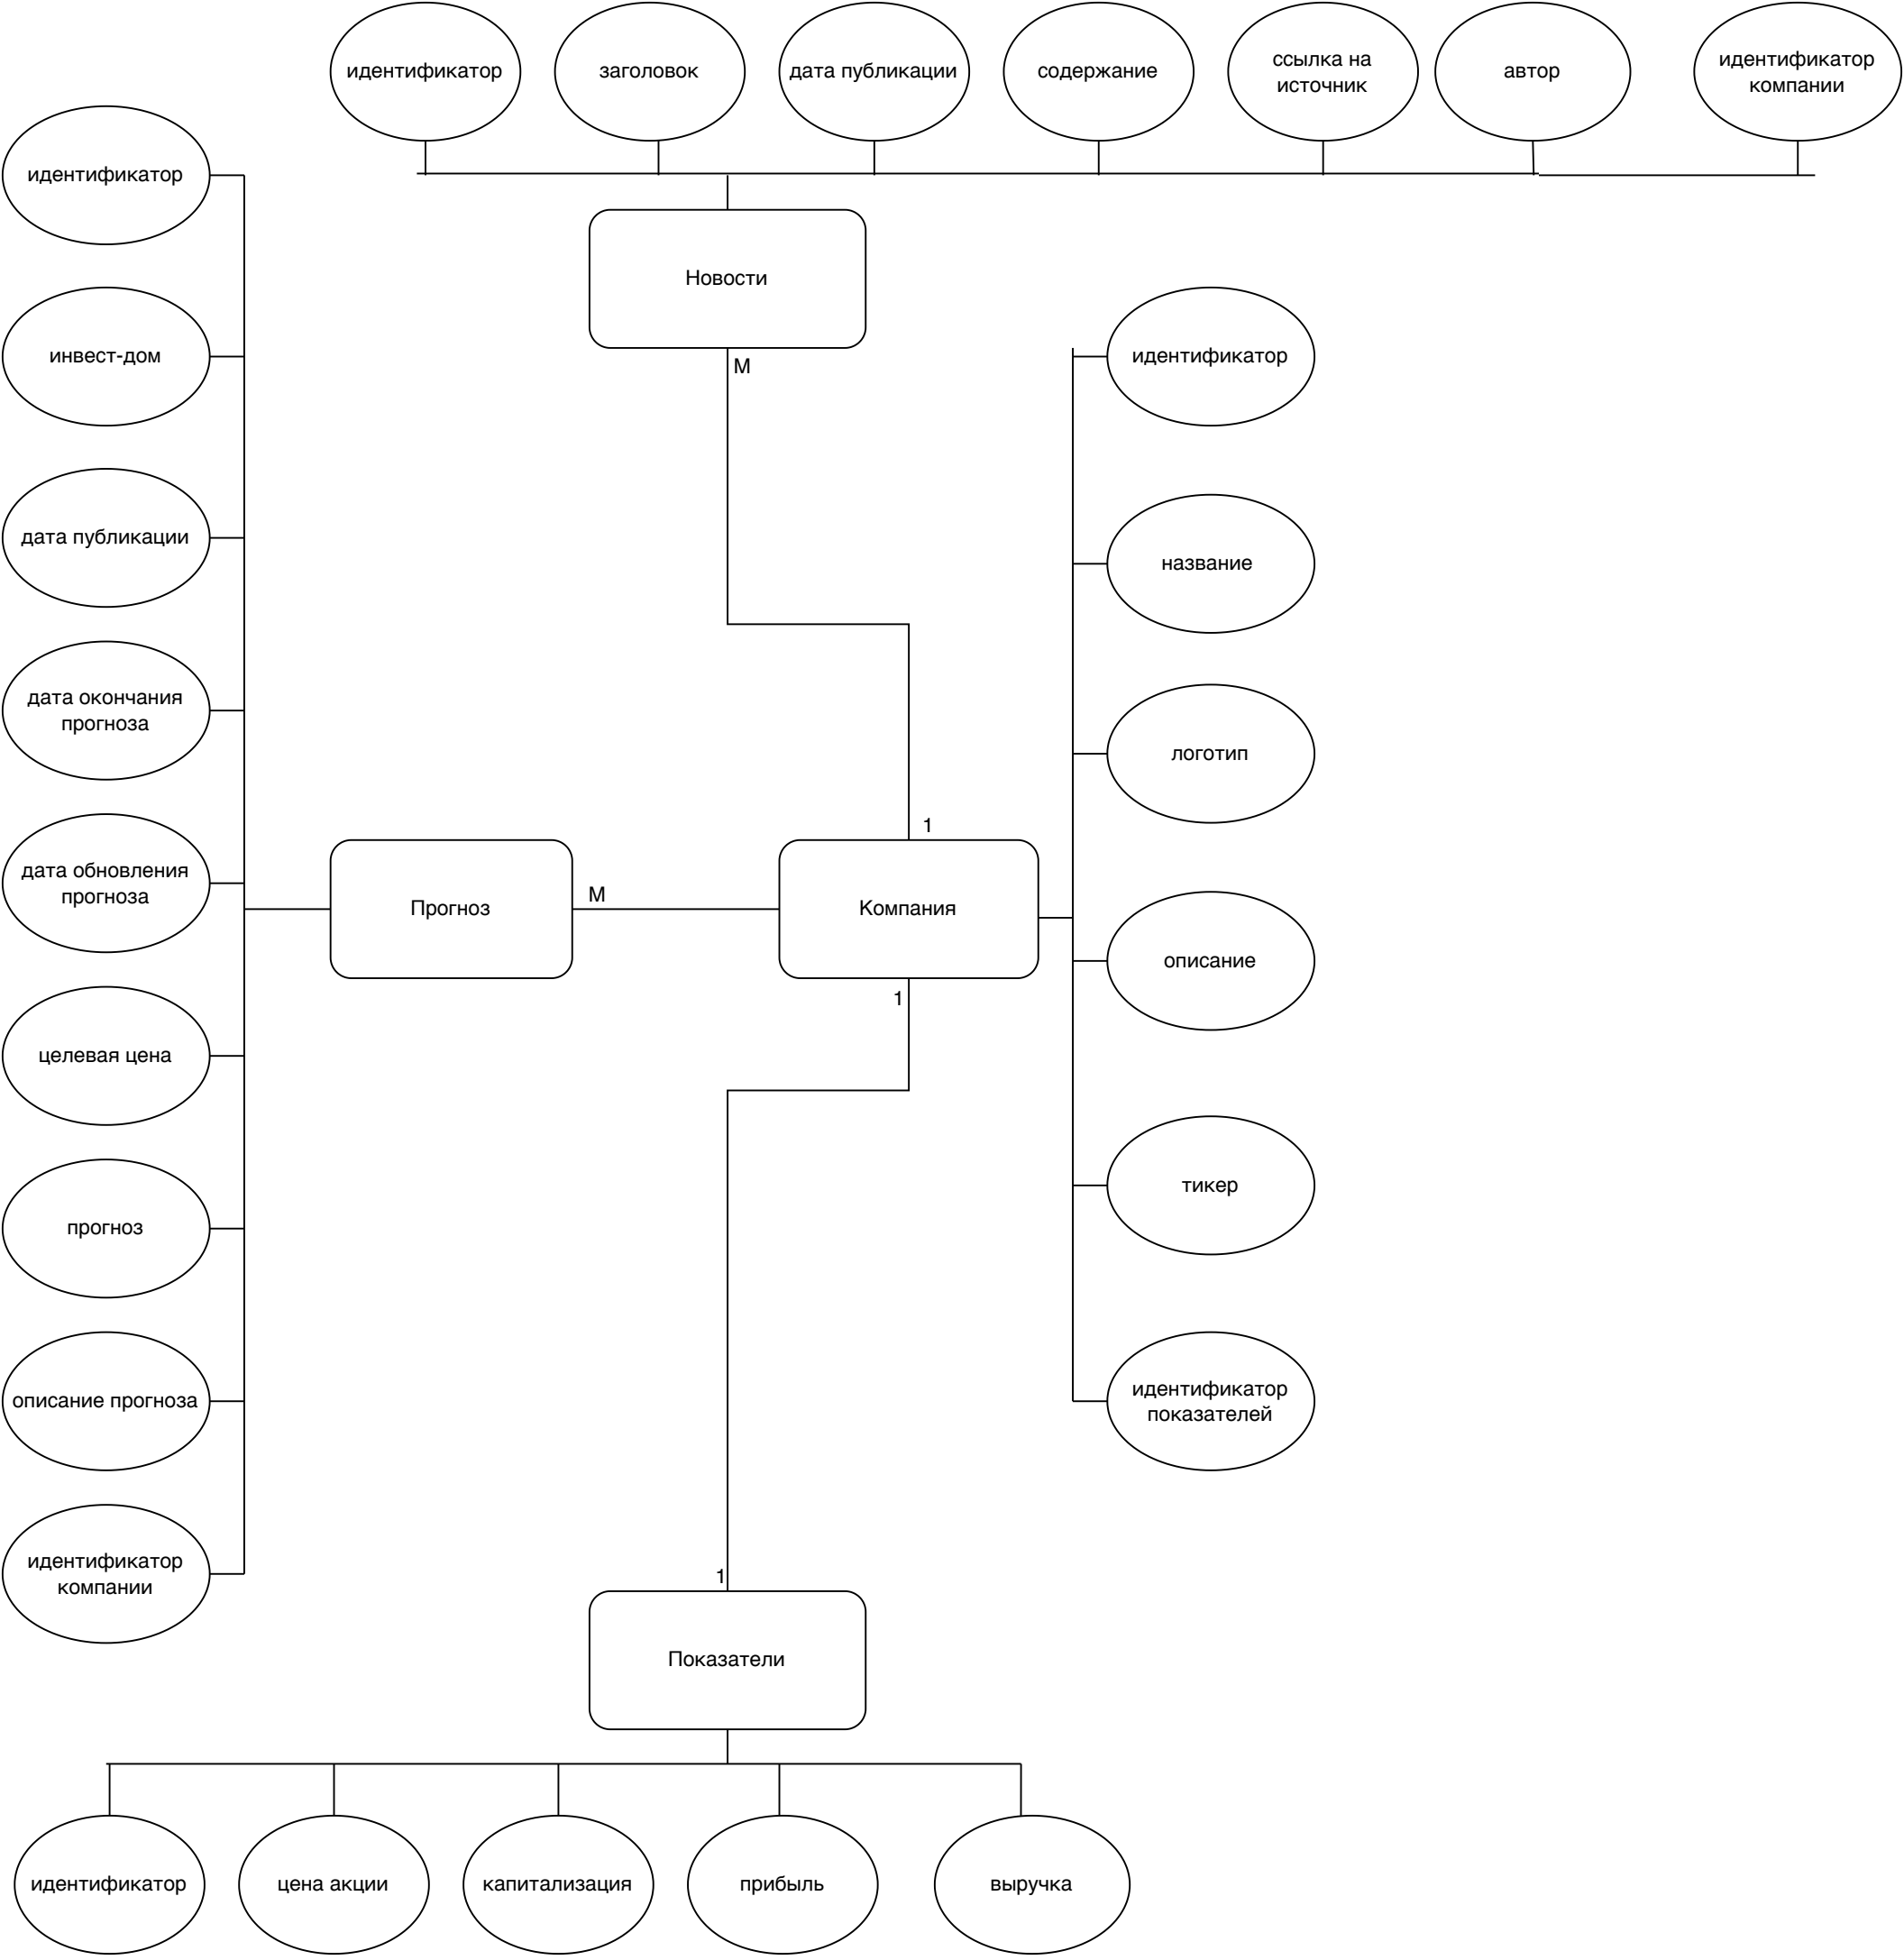 идентификатор
заголовок
дата публикации
содержание
ссылка на
источник
автор
идентификатор
компании
идентификатор
инвест-дом
дата публикации
дата окончания
прогноза
дата обновления
прогноза
целевая цена
прогноз
описание прогноза
идентификатор
компании
Новости
М
1
Прогноз
М
Компания
1
1
Показатели
идентификатор
название
логотип
описание
тикер
идентификатор
показателей
идентификатор
цена акции
капитализация
прибыль
выручка